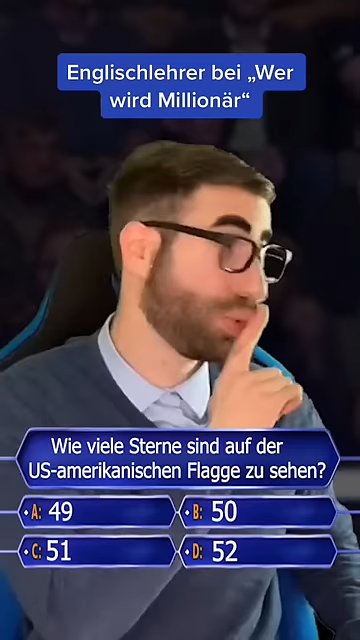 Englischlehrer bei „Wer
wird Millionär“
Wie viele Sterne sind auf der
US-amerikanischen Flagge zu sehen?
A: 49
B: 50
C: 51
D: 52